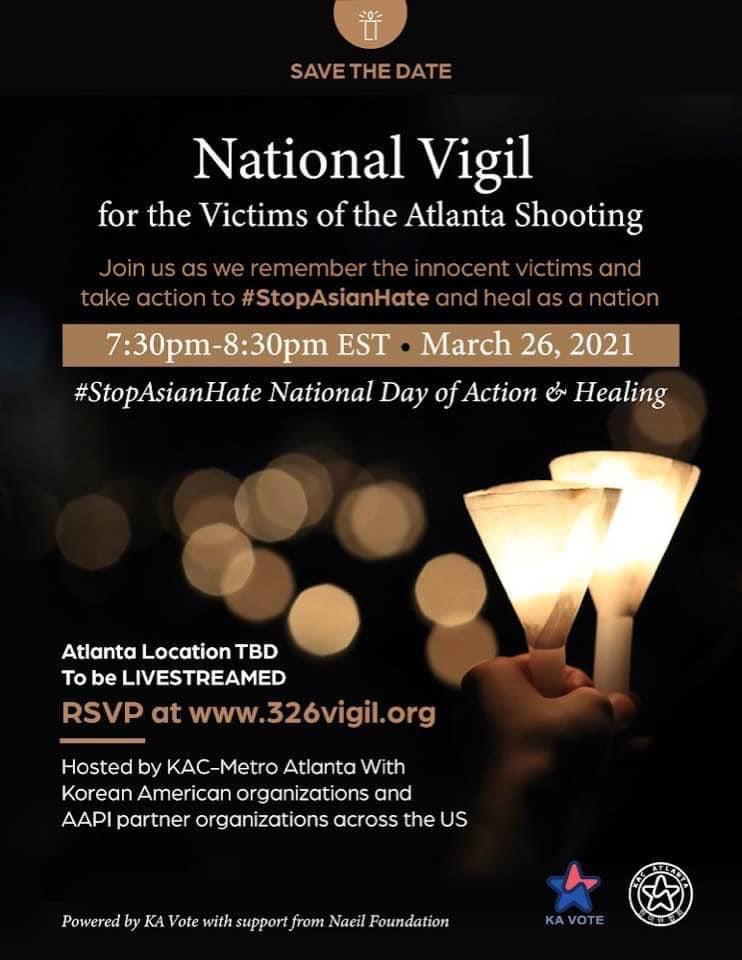 SAVE THE DATE
National Vigil
for the Victims of the Atlanta Shooting
Join us as we remember the innocent victims and
take action to #StopAsianHate and heal as a nation
7:30pm-8:30pm EST • March 26, 2021
#StopAsianHate National Day of Action & Healing
Atlanta Location TBD
To be LIVESTREAMED
RSVP at www.326vigil.org
Hosted by KAC-Metro Atlanta With
Korean American organizations and
AAPI partner organizations across the US
KA VOTE
KAC ATLANTA
Powered by KA Vote with support from Naeil Foundation